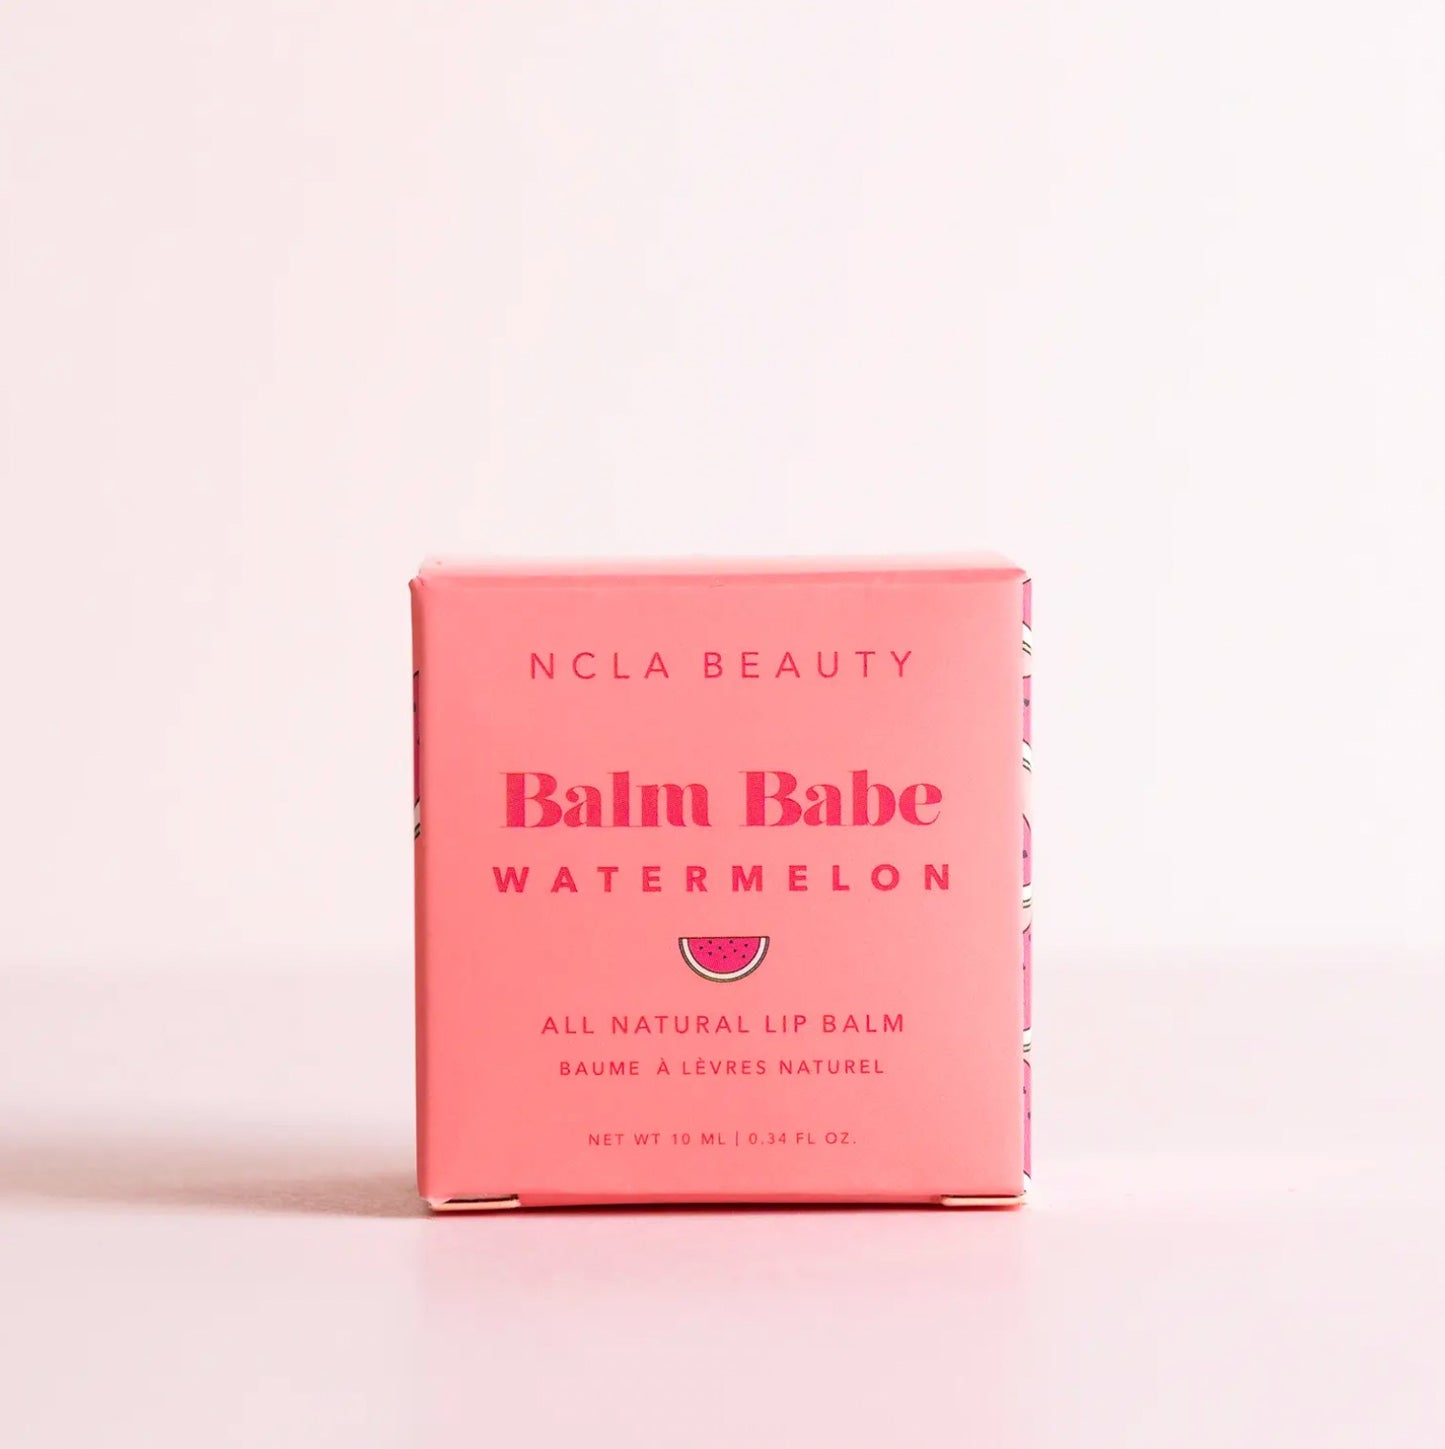 NCLA BEAUTY
Balm Babe
WATERMELON
ALL NATURAL LIP BALM
BAUME À LÈVRES NATUREL
NET WT 10 ML | 0.34 FL OZ.